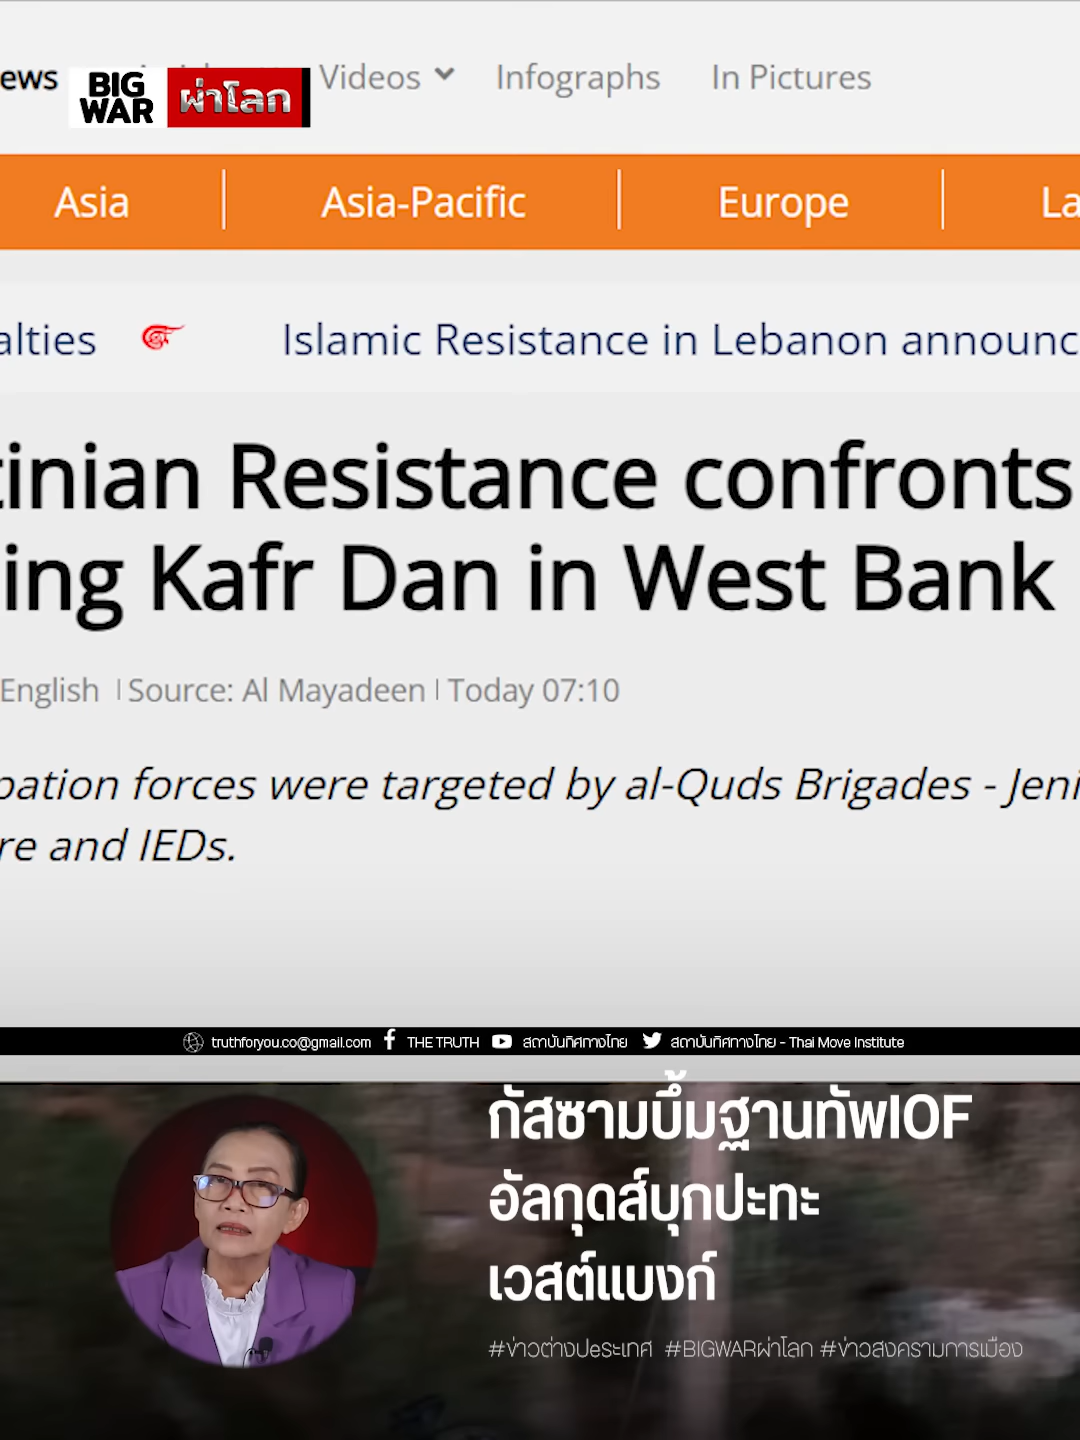 ews
BIG
WAR
ผ่าโลก
Videos
Infographs
In Pictures
Asia
Asia-Pacific
Europe
La
alties
Islamic Resistance in Lebanon announc
tinian Resistance confronts
ing Kafr Dan in West Bank
English | Source: Al Mayadeen | Today 07:10
pation forces were targeted by al-Quds Brigades - Jeni
re and IEDs.
truthforyou.co@gmail.com THE TRUTH สถาบันทิศทางไทย สถาบันทิศทางไทย - Thai Move Institute
กัสซามบึ้มฐานทัพIOF
อัลกุดส์บุกปะทะ
เวสต์แบงก์
#ข่าวต่างประเทศ #BIGWARผ่าโลก #ข่าวสงครามการเมือง